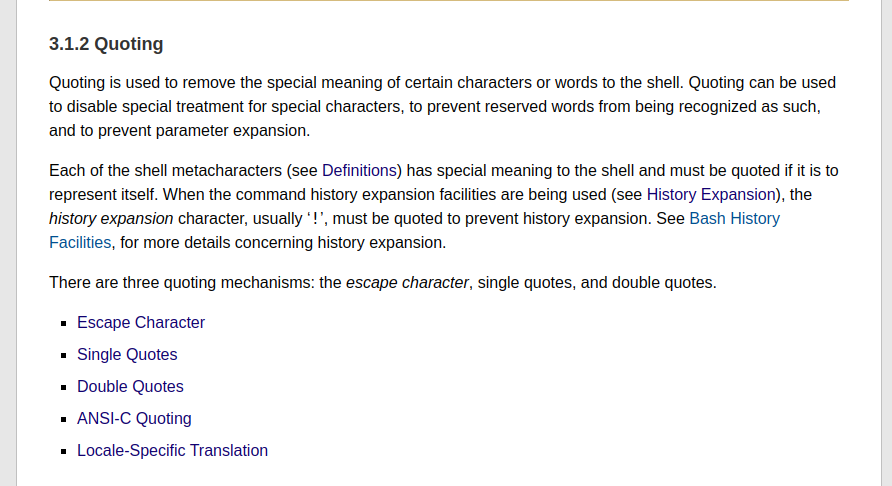 3.1.2 Quoting
Quoting is used to remove the special meaning of certain characters or words to the shell. Quoting can be used
to disable special treatment for special characters, to prevent reserved words from being recognized as such,
and to prevent parameter expansion.
Each of the shell metacharacters (see Definitions) has special meaning to the shell and must be quoted if it is to
represent itself. When the command history expansion facilities are being used (see History Expansion), the
history expansion character, usually ‘!’, must be quoted to prevent history expansion. See Bash History
Facilities, for more details concerning history expansion.
There are three quoting mechanisms: the escape character, single quotes, and double quotes.
▪ Escape Character
▪ Single Quotes
▪ Double Quotes
▪ ANSI-C Quoting
▪ Locale-Specific Translation